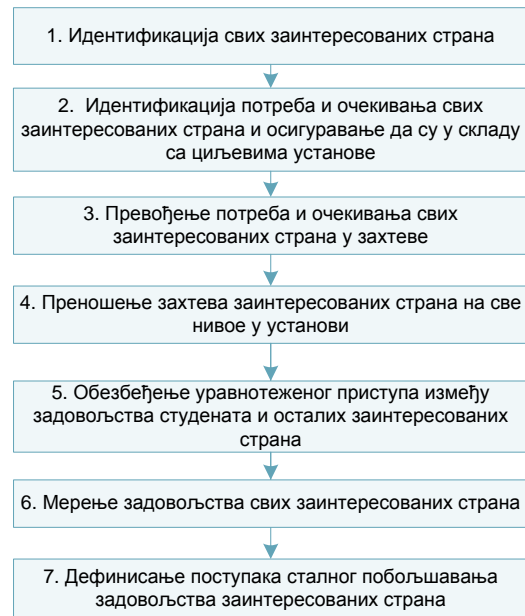 1. Идентификација свих заинтересованих страна
2. Идентификација потреба и очекивања свих
заинтересованих страна и осигуравање да су у складу
са циљевима установе
3. Превођење потреба и очекивања свих
заинтересованих страна у захтеве
4. Преношење захтева заинтересованих страна на све
нивое у установи
5. Обезбеђење уравнотеженог приступа између
задовољства студената и осталих заинтересованих
страна
6. Мерење задовољства свих заинтересованих страна
7. Дефинисање поступака сталног побољшавања
задовољства заинтересованих страна